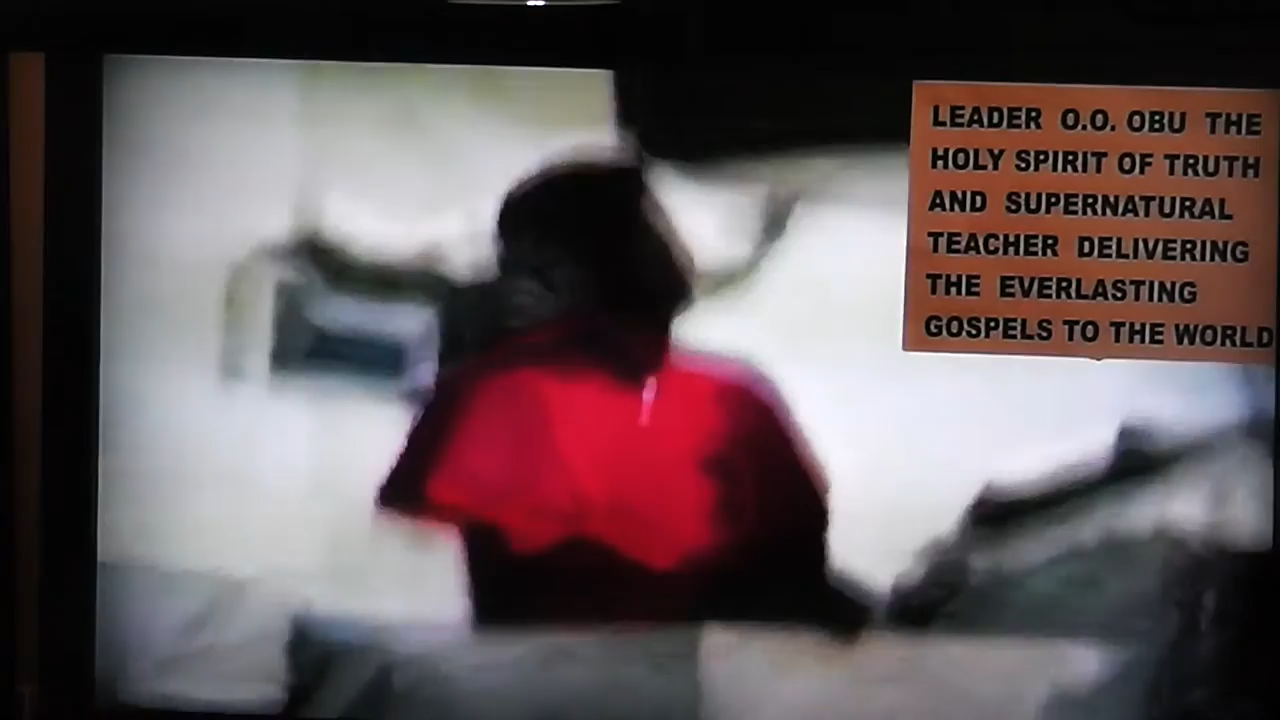 LEADER O.O. OBU THE
HOLY SPIRIT OF TRUTH
AND SUPERNATURAL
TEACHER DELIVERING
THE EVERLASTING
GOSPELS TO THE WORLD